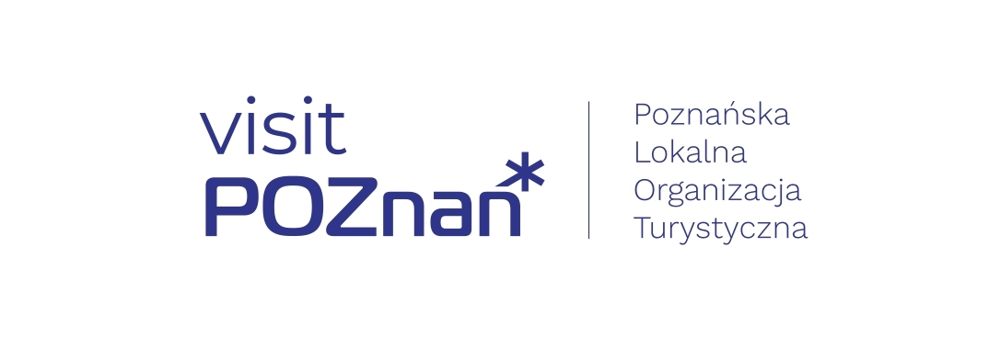 visit
POZnań*
Poznańska
Lokalna
Organizacja
Turystyczna